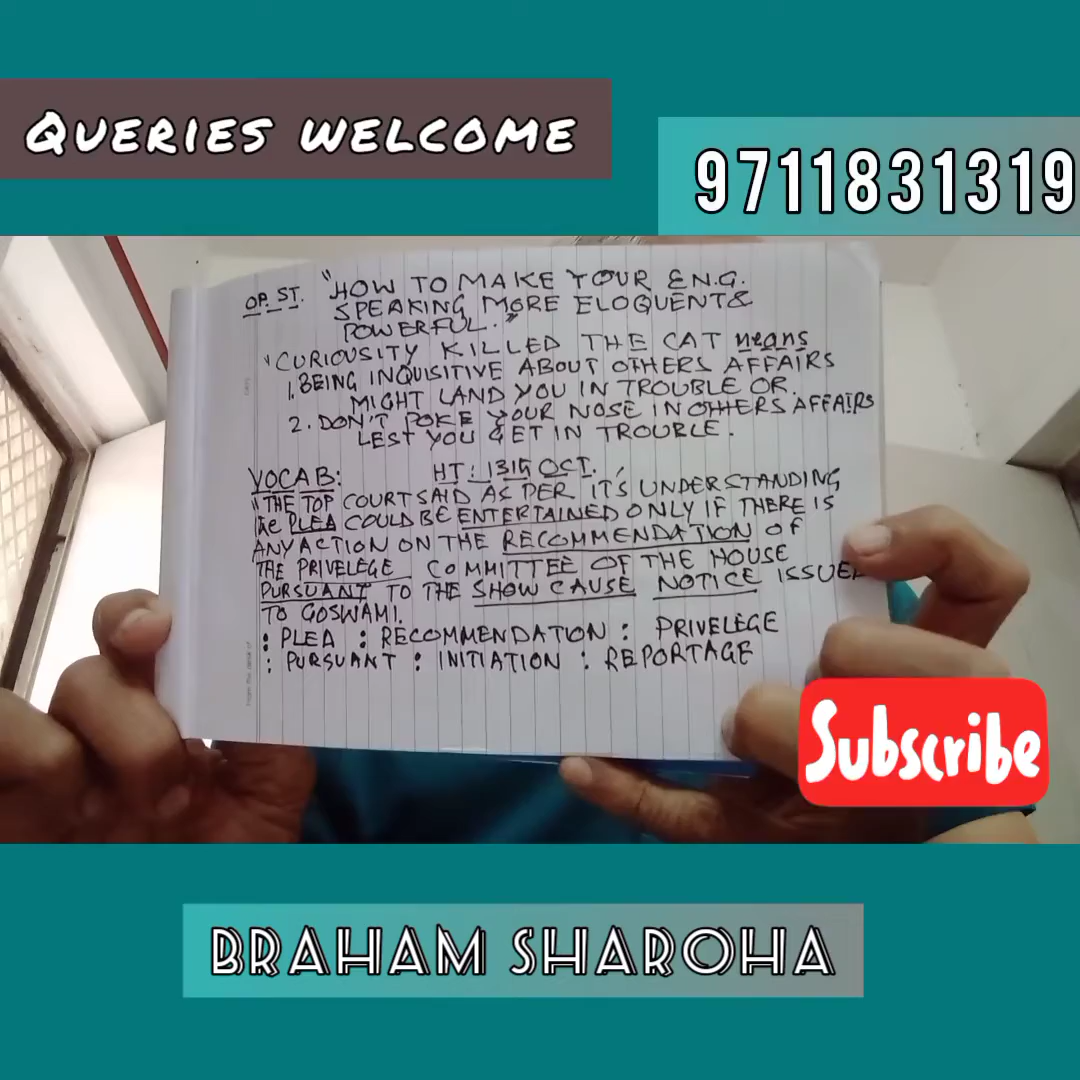 QUERIES WELCOME
9711831319
OP. ST. "HOW TO MAKE YOUR ENG.
SPEAKING MORE ELOQUENT &
POWERFUL."
"CURIOUSITY KILLED THE CAT means
1. BEING INQUISITIVE ABOUT OTHERS AFFAIRS
MIGHT LAND YOU IN TROUBLE OR.
2. DON'T POKE YOUR NOSE IN OTHERS AFFAIRS
LEST YOU GET IN TROUBLE.
VOCAB: HT: OCT.
"THE TOP COURT SAID AS PER IT'S UNDERSTANDING
THE PLEA COULD BE ENTERTAINED ONLY IF THERE IS
ANY ACTION ON THE RECOMMENDATION OF
THE PRIVELEGE COMMITTEE OF THE HOUSE
PURSUANT TO THE SHOW CAUSE NOTICE ISSUED
TO GOSWAMI.
: PLEA : RECOMMENDATION : PRIVELEGE
: PURSUANT : INITIATION : REPORTAGE
Subscribe
BRAHAM SHAROHA